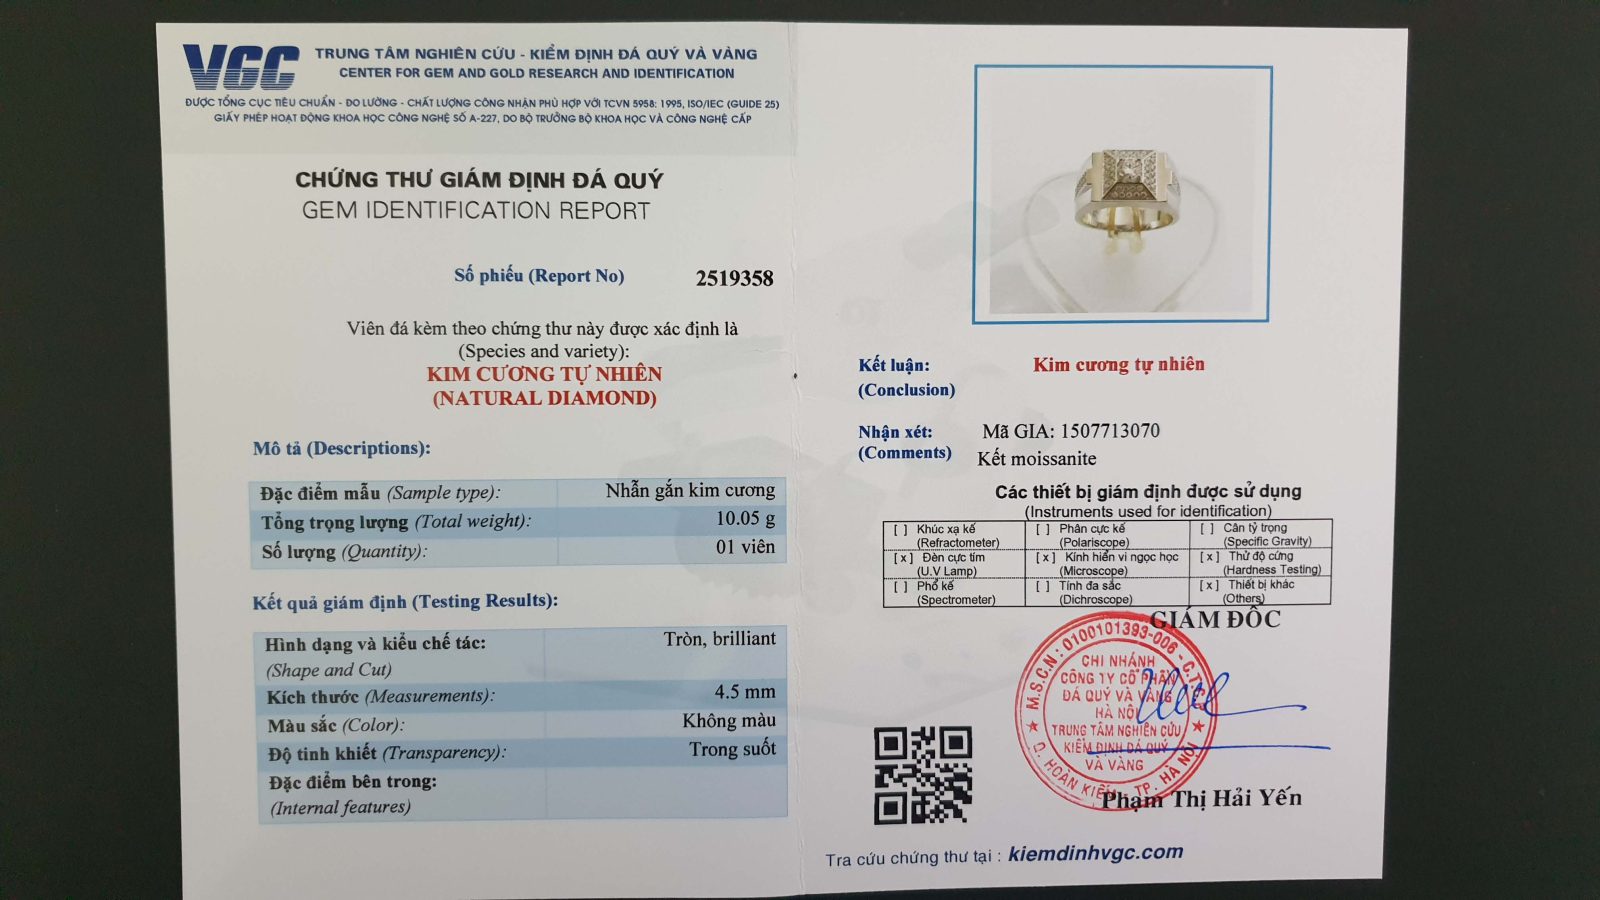 VGC
TRUNG TÂM NGHIÊN CỨU - KIỂM ĐỊNH ĐÁ QUÝ VÀ VÀNG
CENTER FOR GEM AND GOLD RESEARCH AND IDENTIFICATION
ĐƯỢC TỔNG CỤC TIÊU CHUẨN - ĐO LƯỜNG - CHẤT LƯỢNG CÔNG NHẬN PHÙ HỢP VỚI TCVN 5958: 1995, ISO/IEC (GUIDE 25)
GIẤY PHÉP HOẠT ĐỘNG KHOA HỌC CÔNG NGHỆ SỐ A-227, DO BỘ TRƯỞNG BỘ KHOA HỌC VÀ CÔNG NGHỆ CẤP
CHỨNG THƯ GIÁM ĐỊNH ĐÁ QUÝ
GEM IDENTIFICATION REPORT
Số phiếu (Report No) 2519358
Viên đá kèm theo chứng thư này được xác định là
(Species and variety):
KIM CƯƠNG TỰ NHIÊN
(NATURAL DIAMOND)
Mô tả (Descriptions):
Đặc điểm mẫu (Sample type): Nhẫn gắn kim cương
Tổng trọng lượng (Total weight): 10.05 g
Số lượng (Quantity): 01 viên
Kết quả giám định (Testing Results):
Hình dạng và kiểu chế tác: Tròn, brilliant
(Shape and Cut)
Kích thước (Measurements): 4.5 mm
Màu sắc (Color): Không màu
Độ tinh khiết (Transparency): Trong suốt
Đặc điểm bên trong:
(Internal features)
Kết luận: Kim cương tự nhiên
(Conclusion)
Nhận xét: Mã GIA: 1507713070
(Comments) Kết moissanite
Các thiết bị giám định được sử dụng
(Instruments used for identification)
[ ] Khúc xạ kế [ ] Phân cực kế [ ] Cân tỷ trọng
(Refractometer) (Polariscope) (Specific Gravity)
[x] Đèn cực tím [x] Kính hiển vi ngọc học [x] Thử độ cứng
(U.V Lamp) (Microscope) (Hardness Testing)
[ ] Phổ kế [ ] Tính đa sắc [x] Thiết bị khác
(Spectrometer) (Dichroscope) (Others)
GIÁM ĐỐC
M.S.C.N: 0100101393-006 - C.T.C.P
CHI NHÁNH
CÔNG TY CỔ PHẦN
ĐÁ QUÝ VÀ VÀNG
HÀ NỘI
TRUNG TÂM NGHIÊN CỨU
KIỂM ĐỊNH ĐÁ QUÝ
VÀ VÀNG
Q. HOÀN KIẾM - TP. HÀ NỘI
Phạm Thị Hải Yến
Tra cứu chứng thư tại : kiemdinhvgc.com